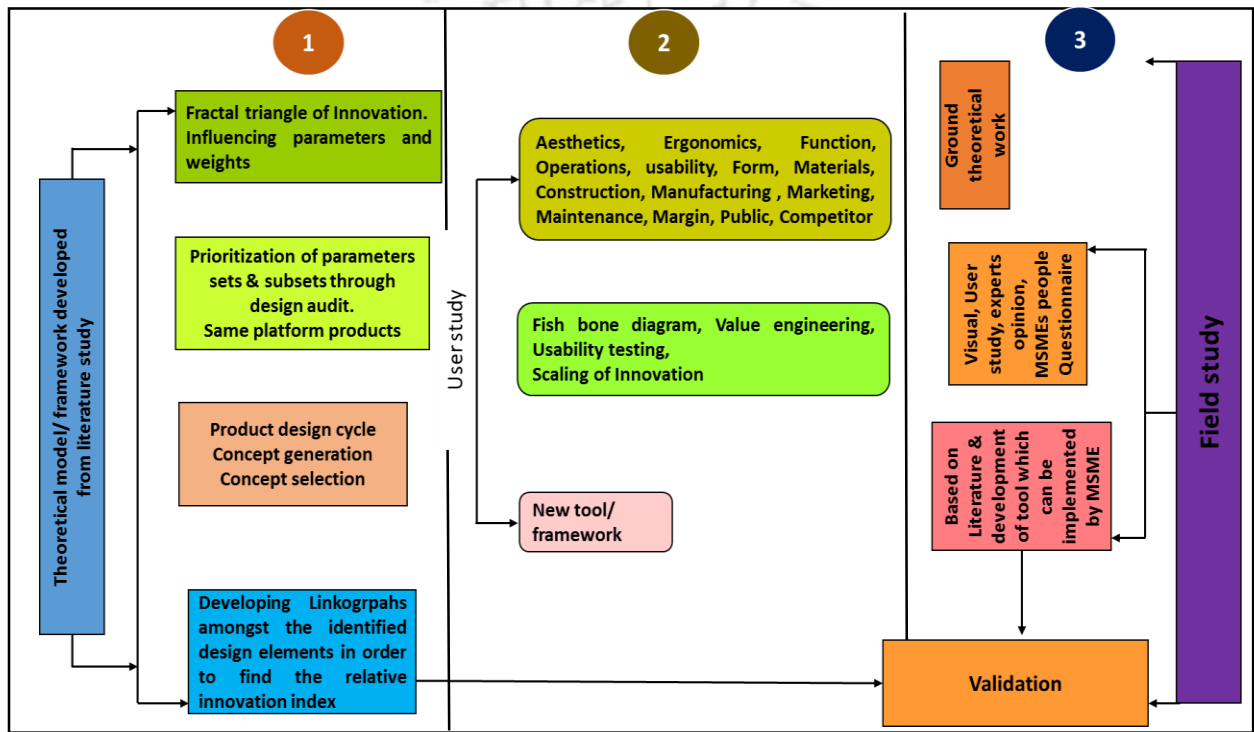 1
2
3
Theoretical model/ framework developed
from literature study
Fractal triangle of Innovation.
Influencing parameters and
weights
Prioritization of parameters
sets & subsets through
design audit.
Same platform products
Product design cycle
Concept generation
Concept selection
Developing Linkogrpahs
amongst the identified
design elements in order
to find the relative
innovation index
User study
Aesthetics, Ergonomics, Function,
Operations, usability, Form, Materials,
Construction, Manufacturing , Marketing,
Maintenance, Margin, Public, Competitor
Fish bone diagram, Value engineering,
Usability testing,
Scaling of Innovation
New tool/
framework
Ground
theoretical
work
Visual, User
study, experts
opinion,
MSMEs people
Questionnaire
Based on
Literature &
development
of tool which
can be
implemented
by MSME
Validation
Field study